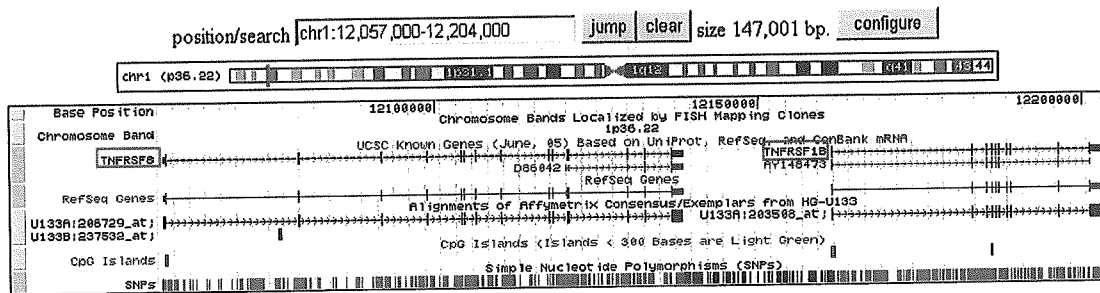 position/search chr1:12,057,000-12,204,000 jump clear size 147,001 bp. configure
chr1 (p36.22) 1p31.1 1q12 q41 44
Base Position 12100000 12150000 12200000
Chromosome Bands Localized by FISH Mapping Clones
Chromosome Band 1p36.22
UCSC Known Genes (June, 05) Based on UniProt, RefSeq, and GenBank mRNA
TNFRSF8 TNFRSF1B
D86042 AY148473
RefSeq Genes
RefSeq Genes
Alignments of Affymetrix Consensus/Exemplars from HG-U133
U133A:206729_at; U133A:203508_at;
U133B:237532_at;
CpG Islands (Islands < 300 Bases are Light Green)
CpG Islands
Simple Nucleotide Polymorphisms (SNPs)
SNPs